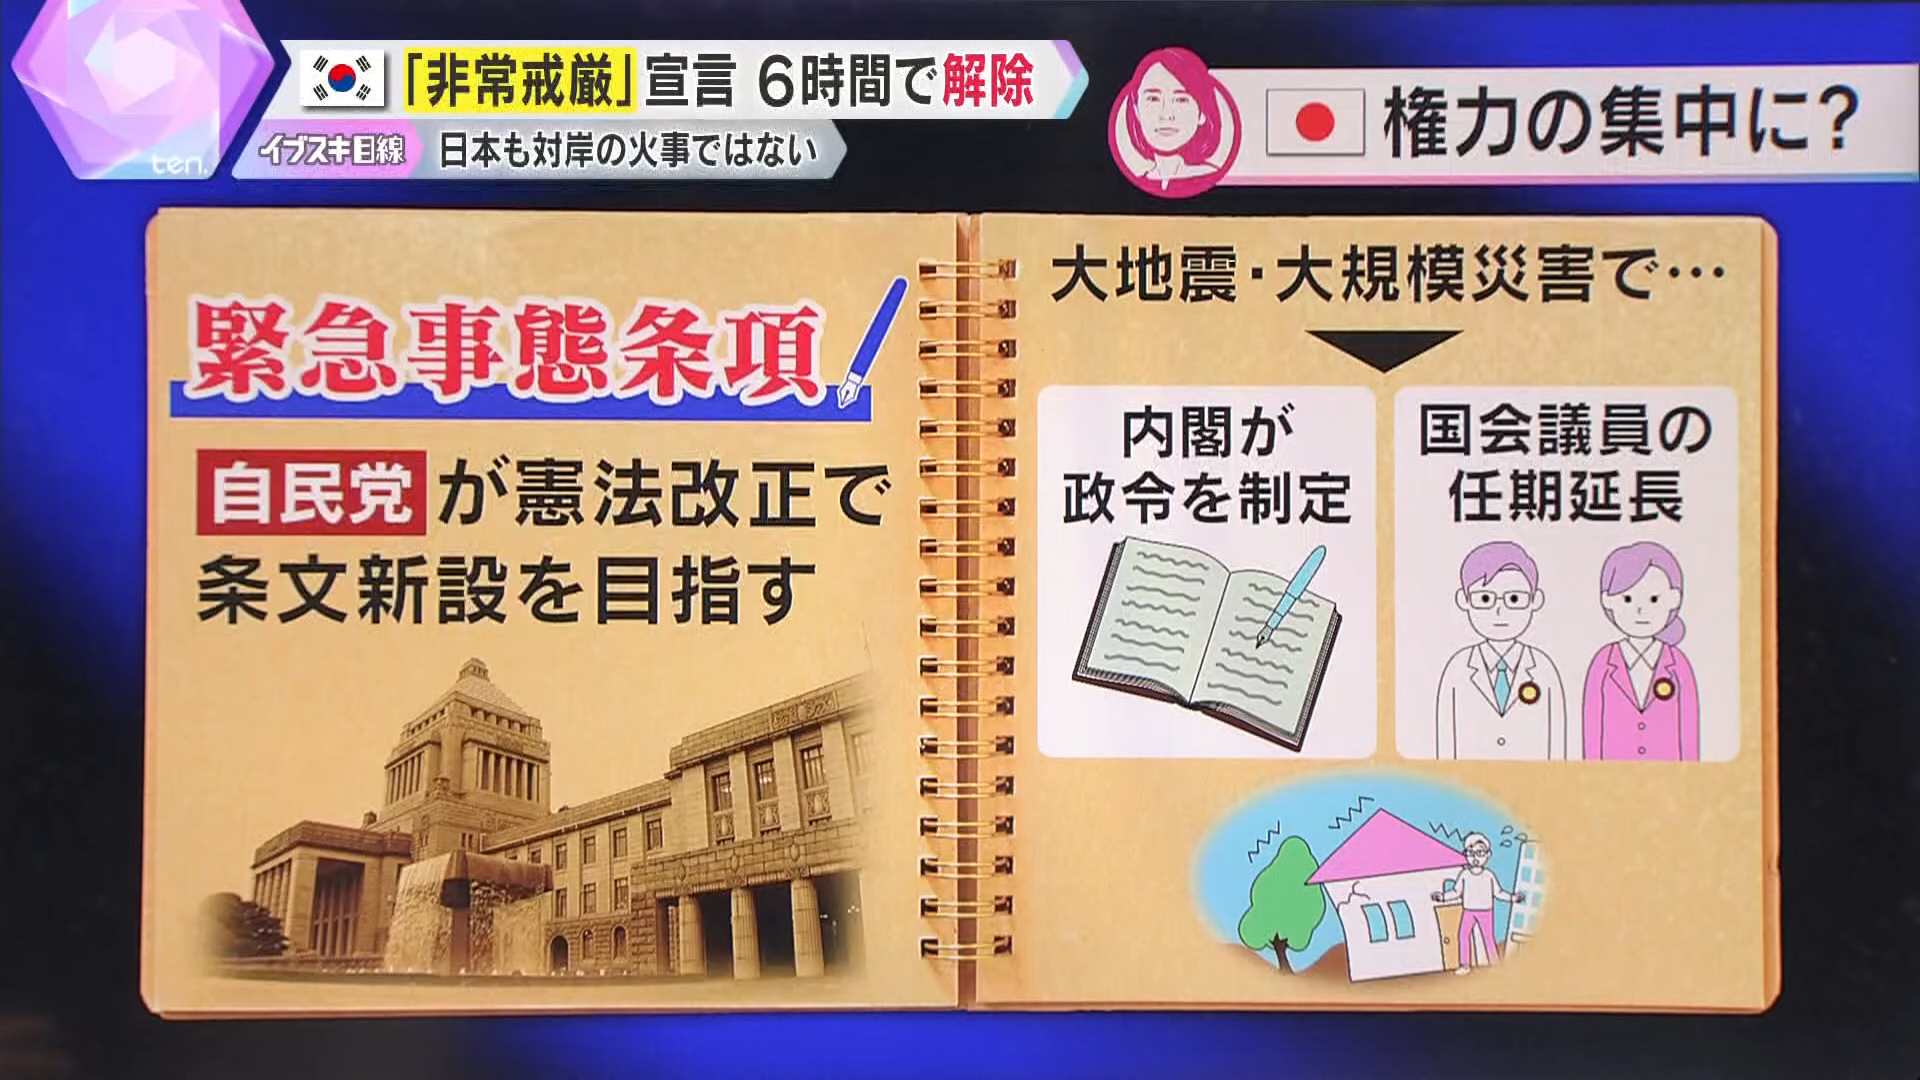 「非常戒厳」宣言 6時間で解除
イブスキ目線 日本も対岸の火事ではない
ten.
権力の集中に?
緊急事態条項
自民党が憲法改正で
条文新設を目指す
大地震・大規模災害で…
内閣が
政令を制定
国会議員の
任期延長